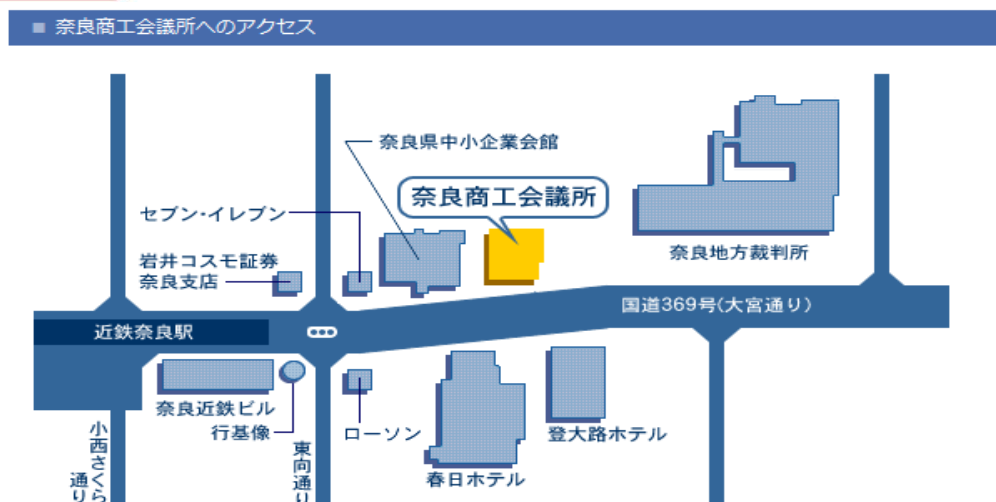 ■ 奈良商工会議所へのアクセス
奈良県中小企業会館
奈良商工会議所
セブン・イレブン
岩井コスモ証券
奈良支店
奈良地方裁判所
国道369号(大宮通り)
近鉄奈良駅
奈良近鉄ビル
行基像
ローソン
登大路ホテル
春日ホテル
小西さくら
通り
東向通り